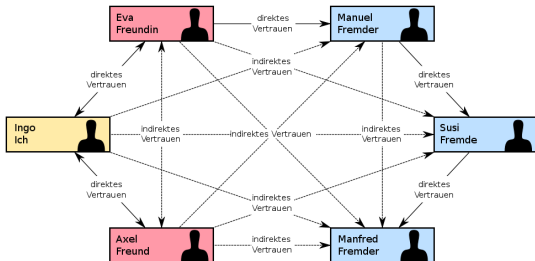 Eva
Freundin
direktes
Vertrauen
Manuel
Fremder
indirektes
Vertrauen
direktes
Vertrauen
direktes
Vertrauen
Ingo
Ich
indirektes
Vertrauen
indirektes Vertrauen
indirektes
Vertrauen
Susi
Fremde
direktes
Vertrauen
indirektes
Vertrauen
direktes
Vertrauen
Axel
Freund
indirektes
Vertrauen
Manfred
Fremder